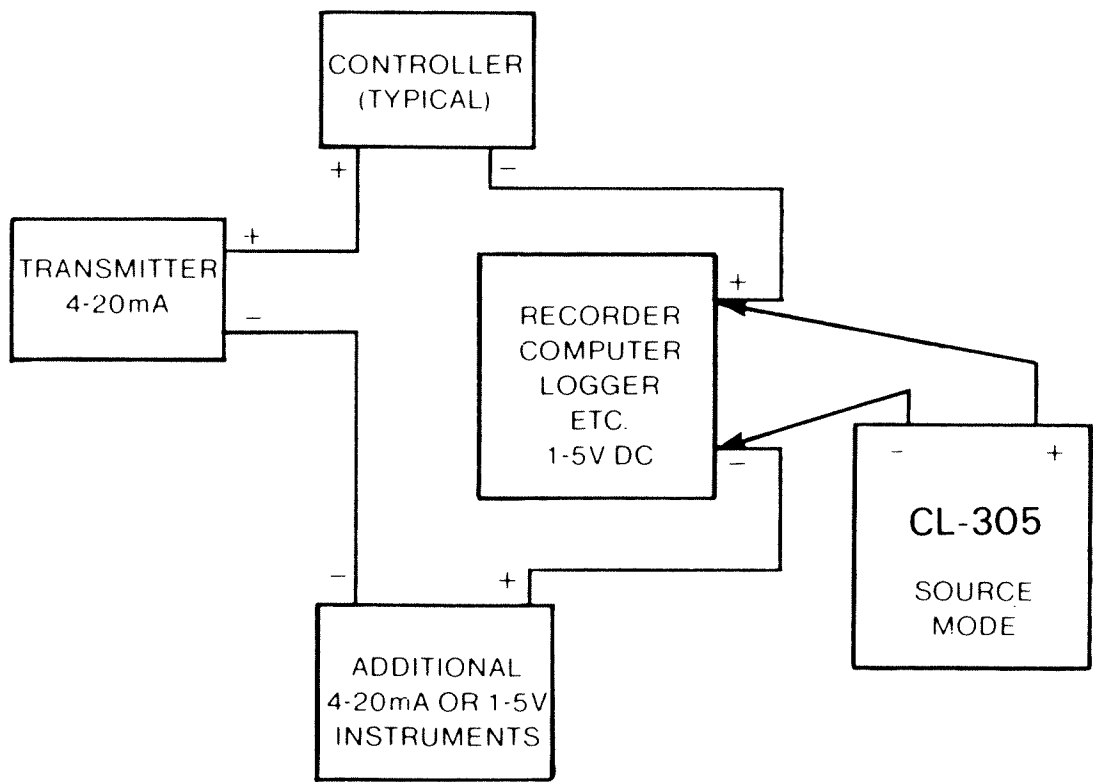 CONTROLLER
(TYPICAL)
+
−
TRANSMITTER
4-20mA
+
−
RECORDER
COMPUTER
LOGGER
ETC.
1-5V DC
+
−
- +
CL-305
SOURCE
MODE
− +
ADDITIONAL
4-20mA OR 1-5V
INSTRUMENTS